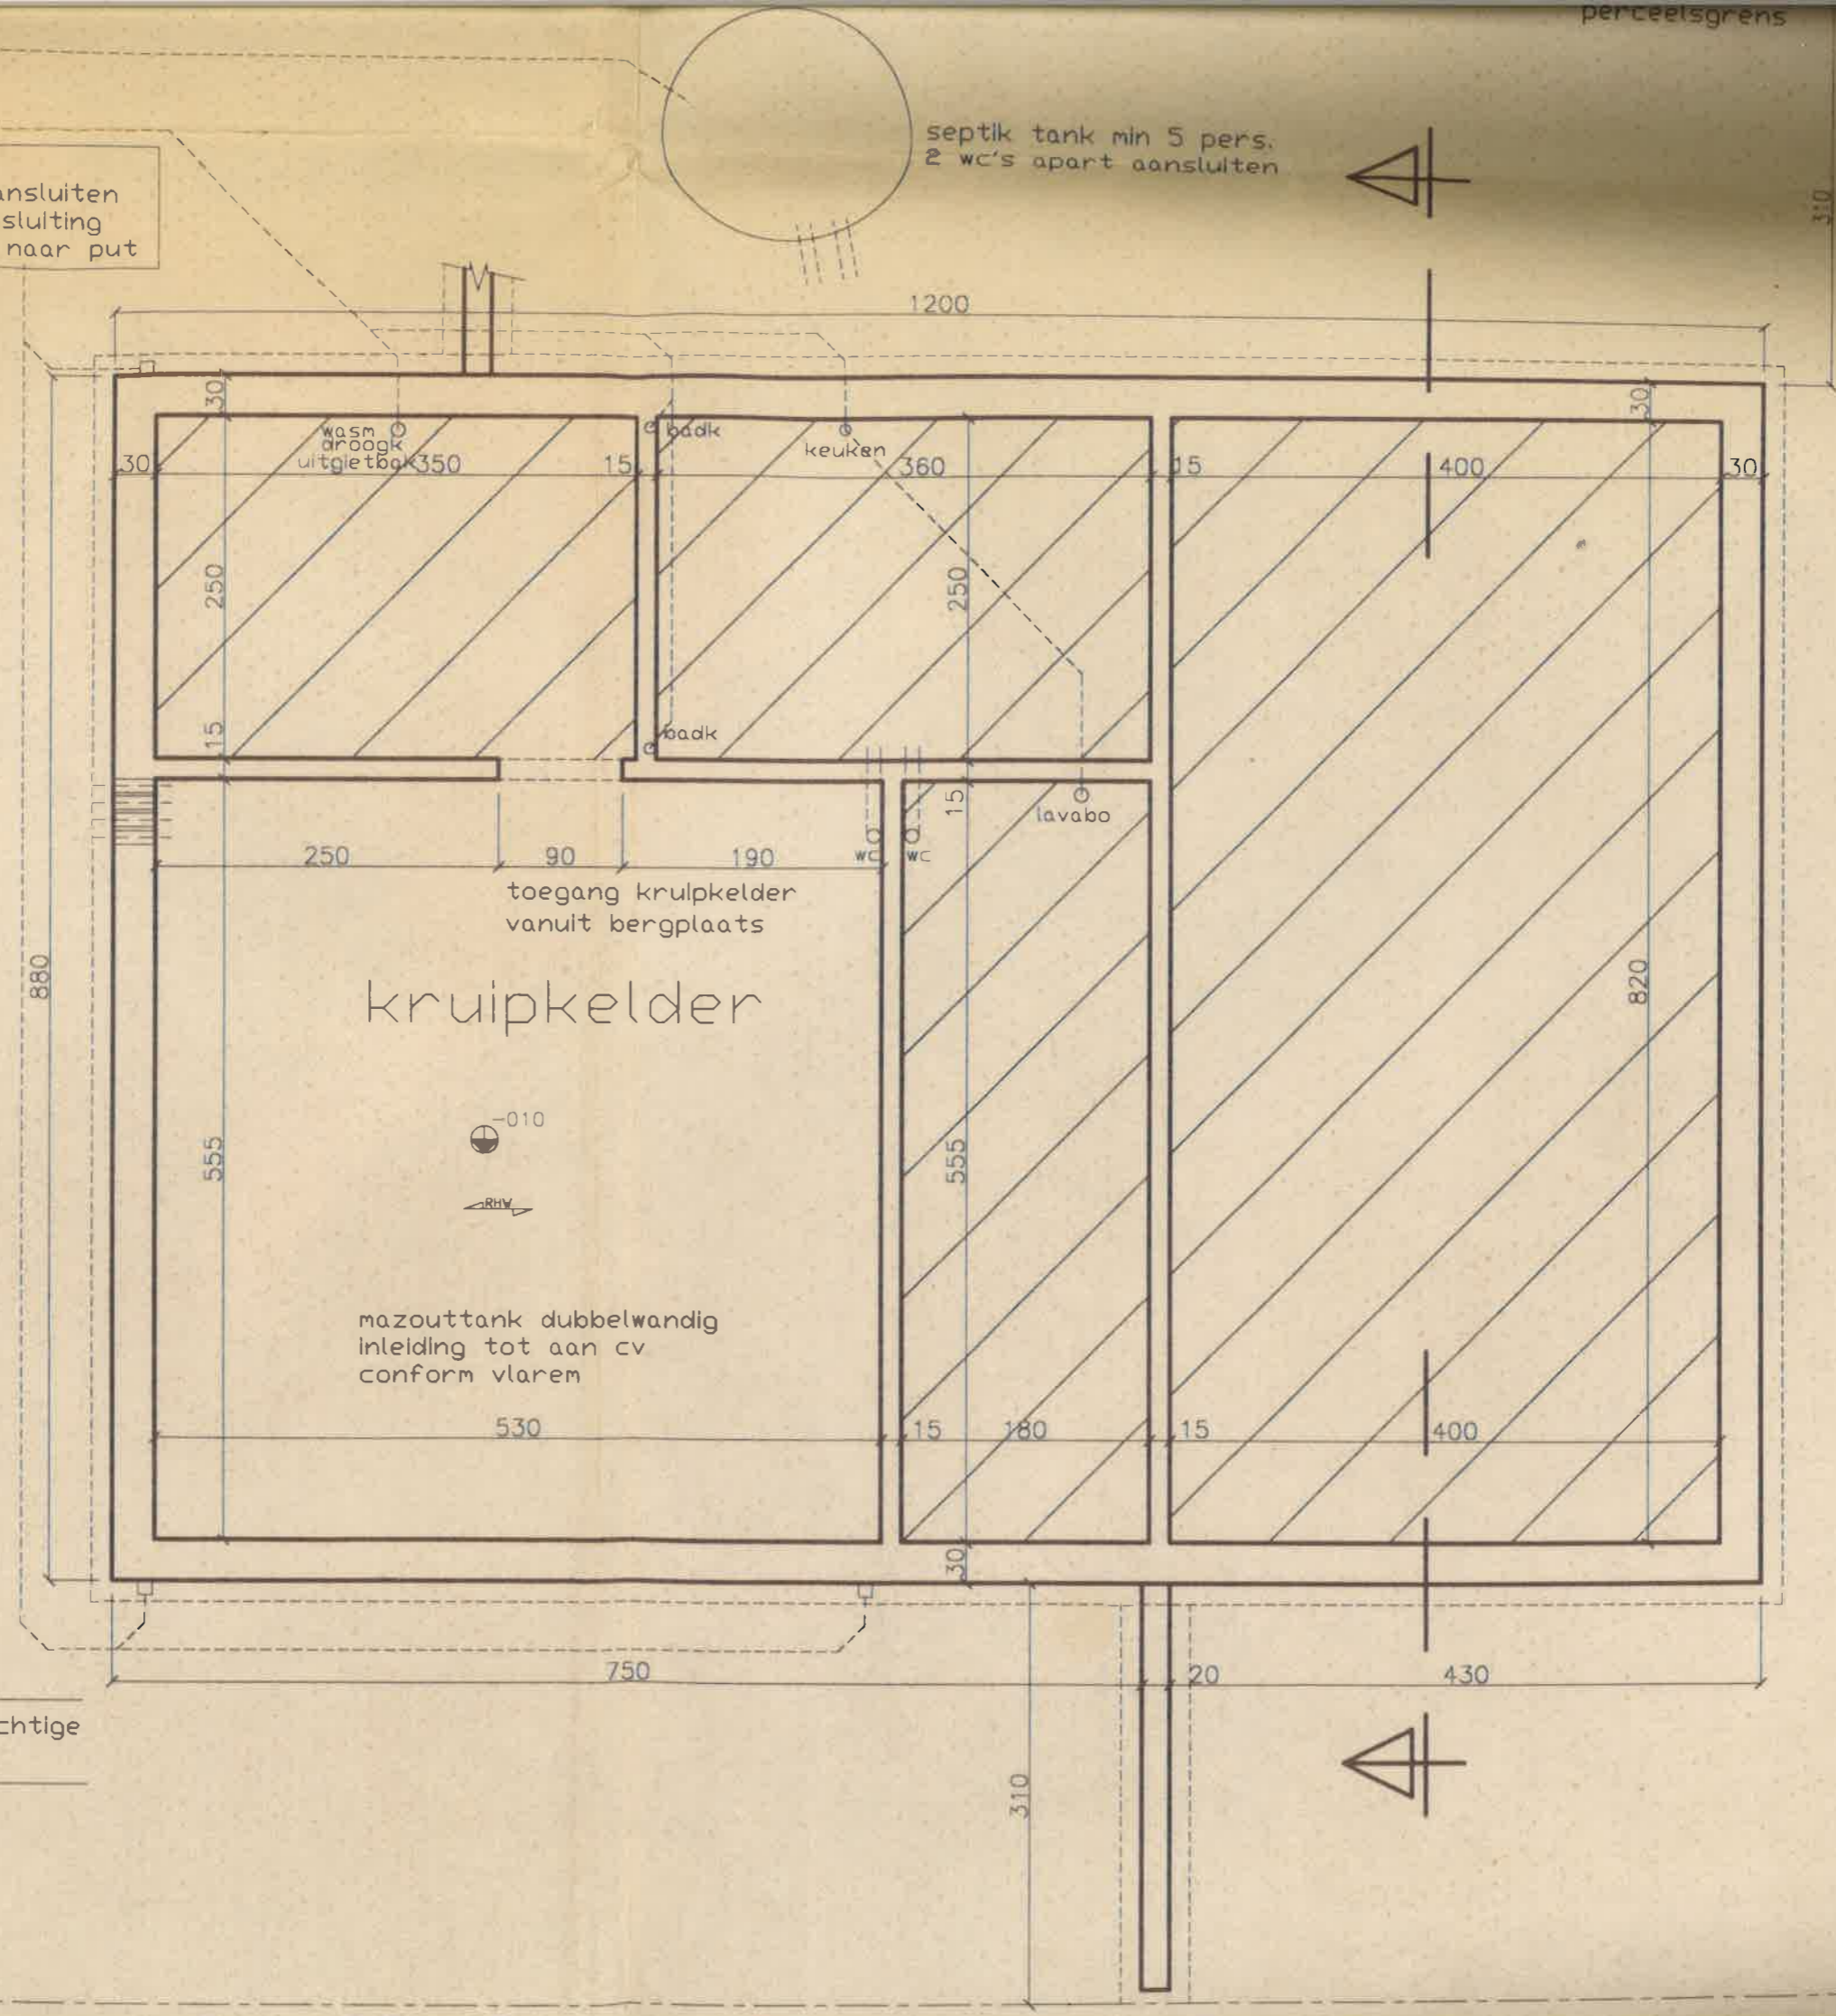 perceelsgrens
septik tank min 5 pers.
2 wc's apart aansluiten
ansluiten
sluiting
naar put
310
1200
30
30
wasm
droogk
uitgietbak
badk
keuken
30
350
15
360
15
400
30
250
250
15
badk
15
lavabo
wc
wc
250
90
190
toegang kruipkelder
vanuit bergplaats
880
kruipkelder
820
-010
555
555
RHW
mazouttank dubbelwandig
inleiding tot aan cv
conform vlarem
530
15
180
15
400
30
750
20
430
chtige
310